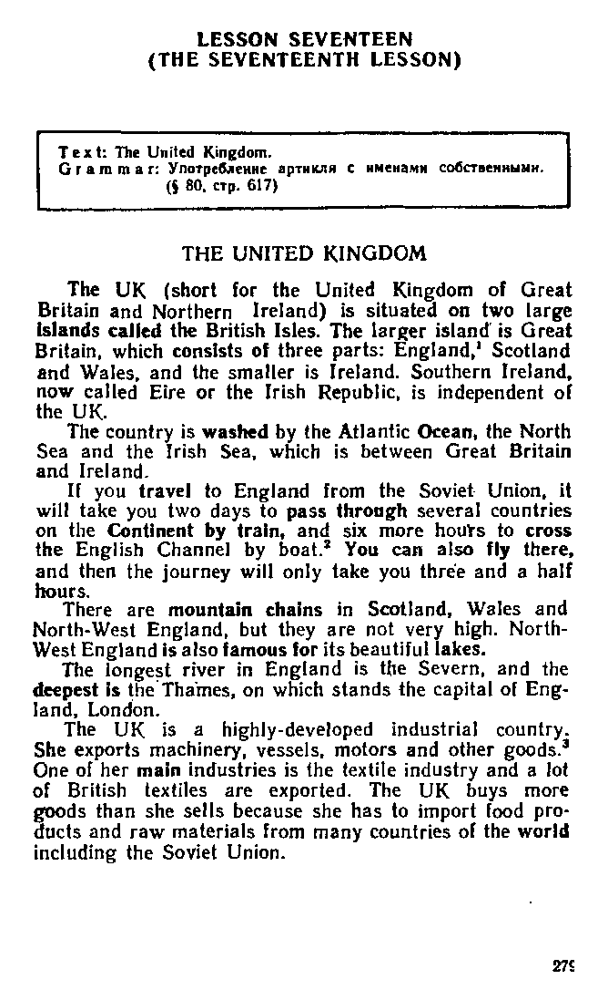 LESSON SEVENTEEN
(THE SEVENTEENTH LESSON)
Text: The United Kingdom.
Grammar: Употребление артикля с именами собственными.
(§ 80, стр. 617)
THE UNITED KINGDOM
The UK (short for the United Kingdom of Great
Britain and Northern Ireland) is situated on two large
islands called the British Isles. The larger island is Great
Britain, which consists of three parts: England,¹ Scotland
and Wales, and the smaller is Ireland. Southern Ireland,
now called Eire or the Irish Republic, is independent of
the UK.
The country is washed by the Atlantic Ocean, the North
Sea and the Irish Sea, which is between Great Britain
and Ireland.
If you travel to England from the Soviet Union, it
will take you two days to pass through several countries
on the Continent by train, and six more hours to cross
the English Channel by boat.² You can also fly there,
and then the journey will only take you three and a half
hours.
There are mountain chains in Scotland, Wales and
North-West England, but they are not very high. North-
West England is also famous for its beautiful lakes.
The longest river in England is the Severn, and the
deepest is the Thames, on which stands the capital of Eng-
land, London.
The UK is a highly-developed industrial country.
She exports machinery, vessels, motors and other goods.³
One of her main industries is the textile industry and a lot
of British textiles are exported. The UK buys more
goods than she sells because she has to import food pro-
ducts and raw materials from many countries of the world
including the Soviet Union.
279